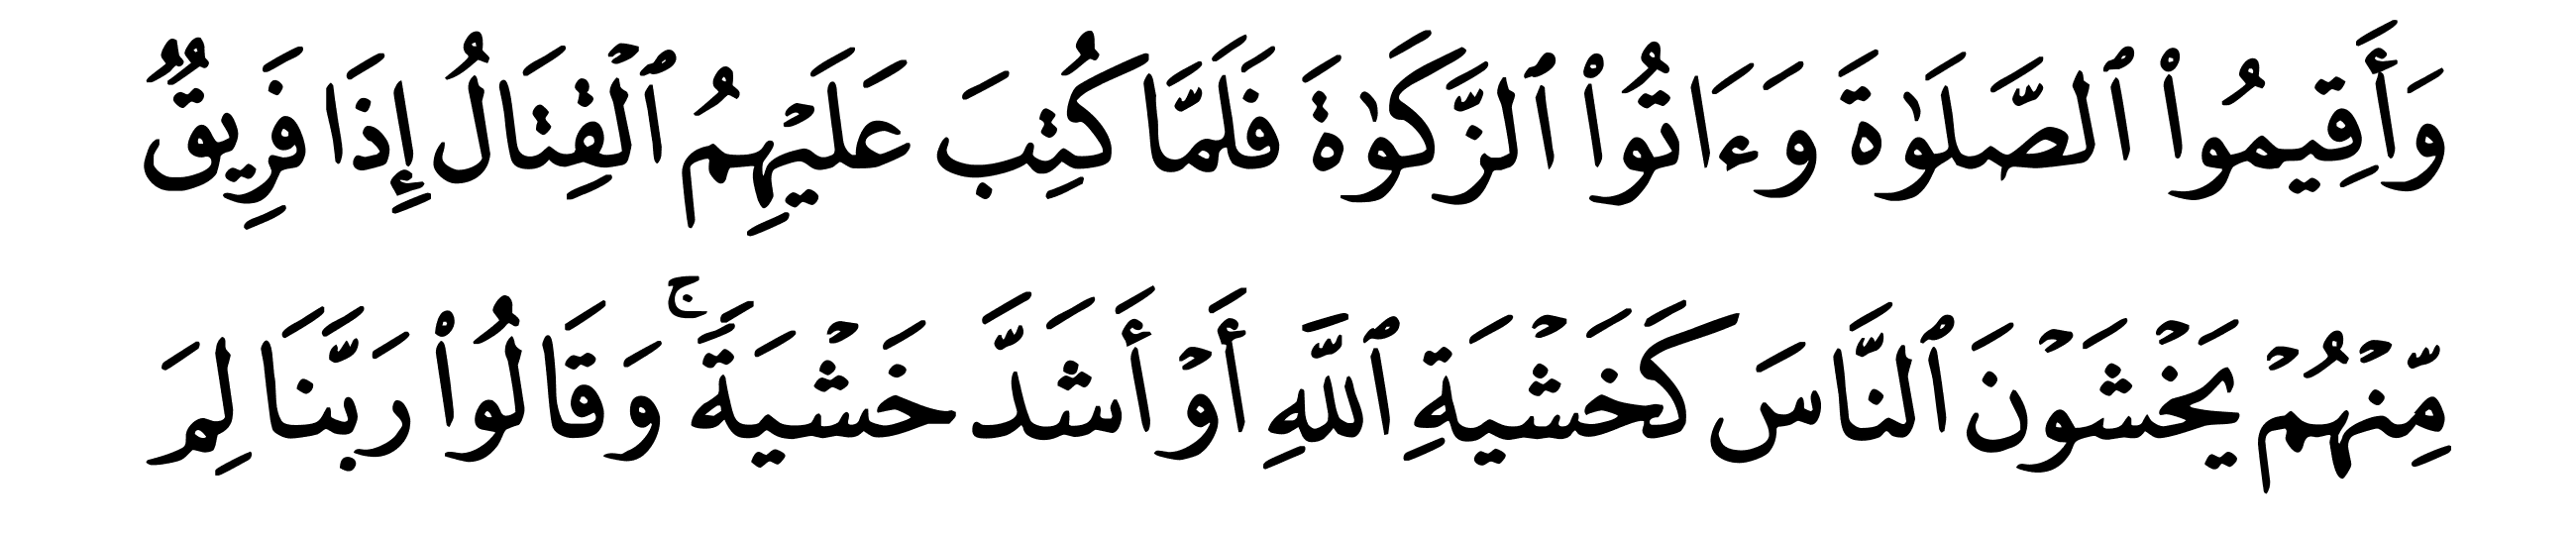 وَأَقِيمُوا۟ ٱلصَّلَوٰةَ وَءَاتُوا۟ ٱلزَّكَوٰةَ فَلَمَّا كُتِبَ عَلَيْهِمُ ٱلْقِتَالُ إِذَا فَرِيقٌ
مِّنْهُمْ يَخْشَوْنَ ٱلنَّاسَ كَخَشْيَةِ ٱللَّهِ أَوْ أَشَدَّ خَشْيَةً ۚ وَقَالُوا۟ رَبَّنَا لِمَ